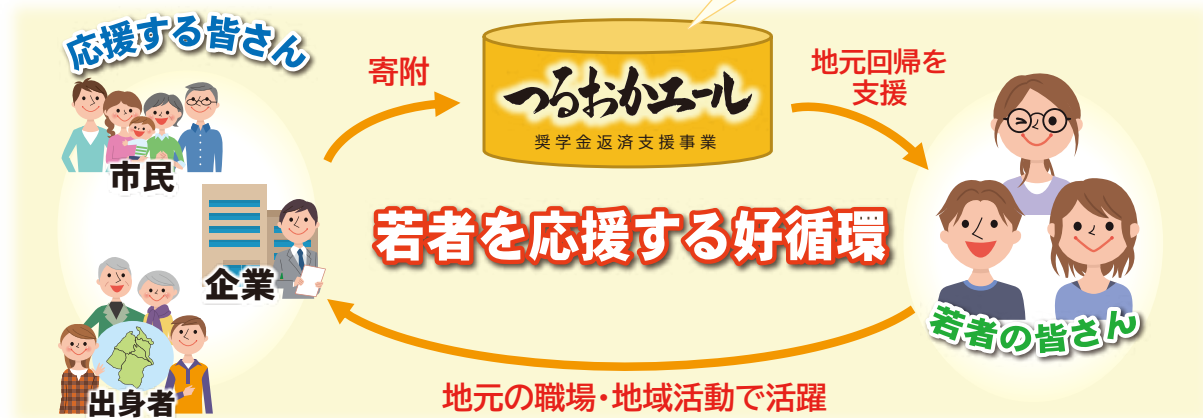 応援する皆さん
市民
企業
出身者
寄附
つるおかエール
奨学金返済支援事業
地元回帰を
支援
若者を応援する好循環
若者の皆さん
地元の職場・地域活動で活躍